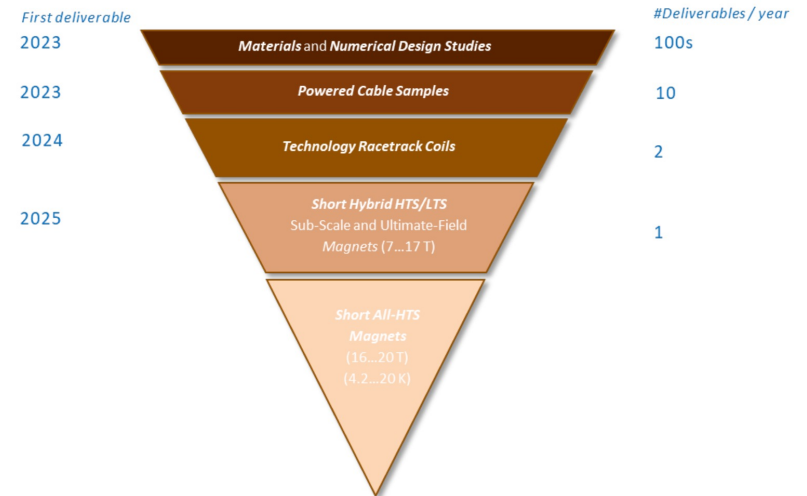 First deliverable
#Deliverables / year
2023
Materials and Numerical Design Studies
100s
2023
Powered Cable Samples
10
2024
Technology Racetrack Coils
2
2025
Short Hybrid HTS/LTS
Sub-Scale and Ultimate-Field
Magnets (7...17 T)
1
Short All-HTS
Magnets
(16...20 T)
(4.2...20 K)